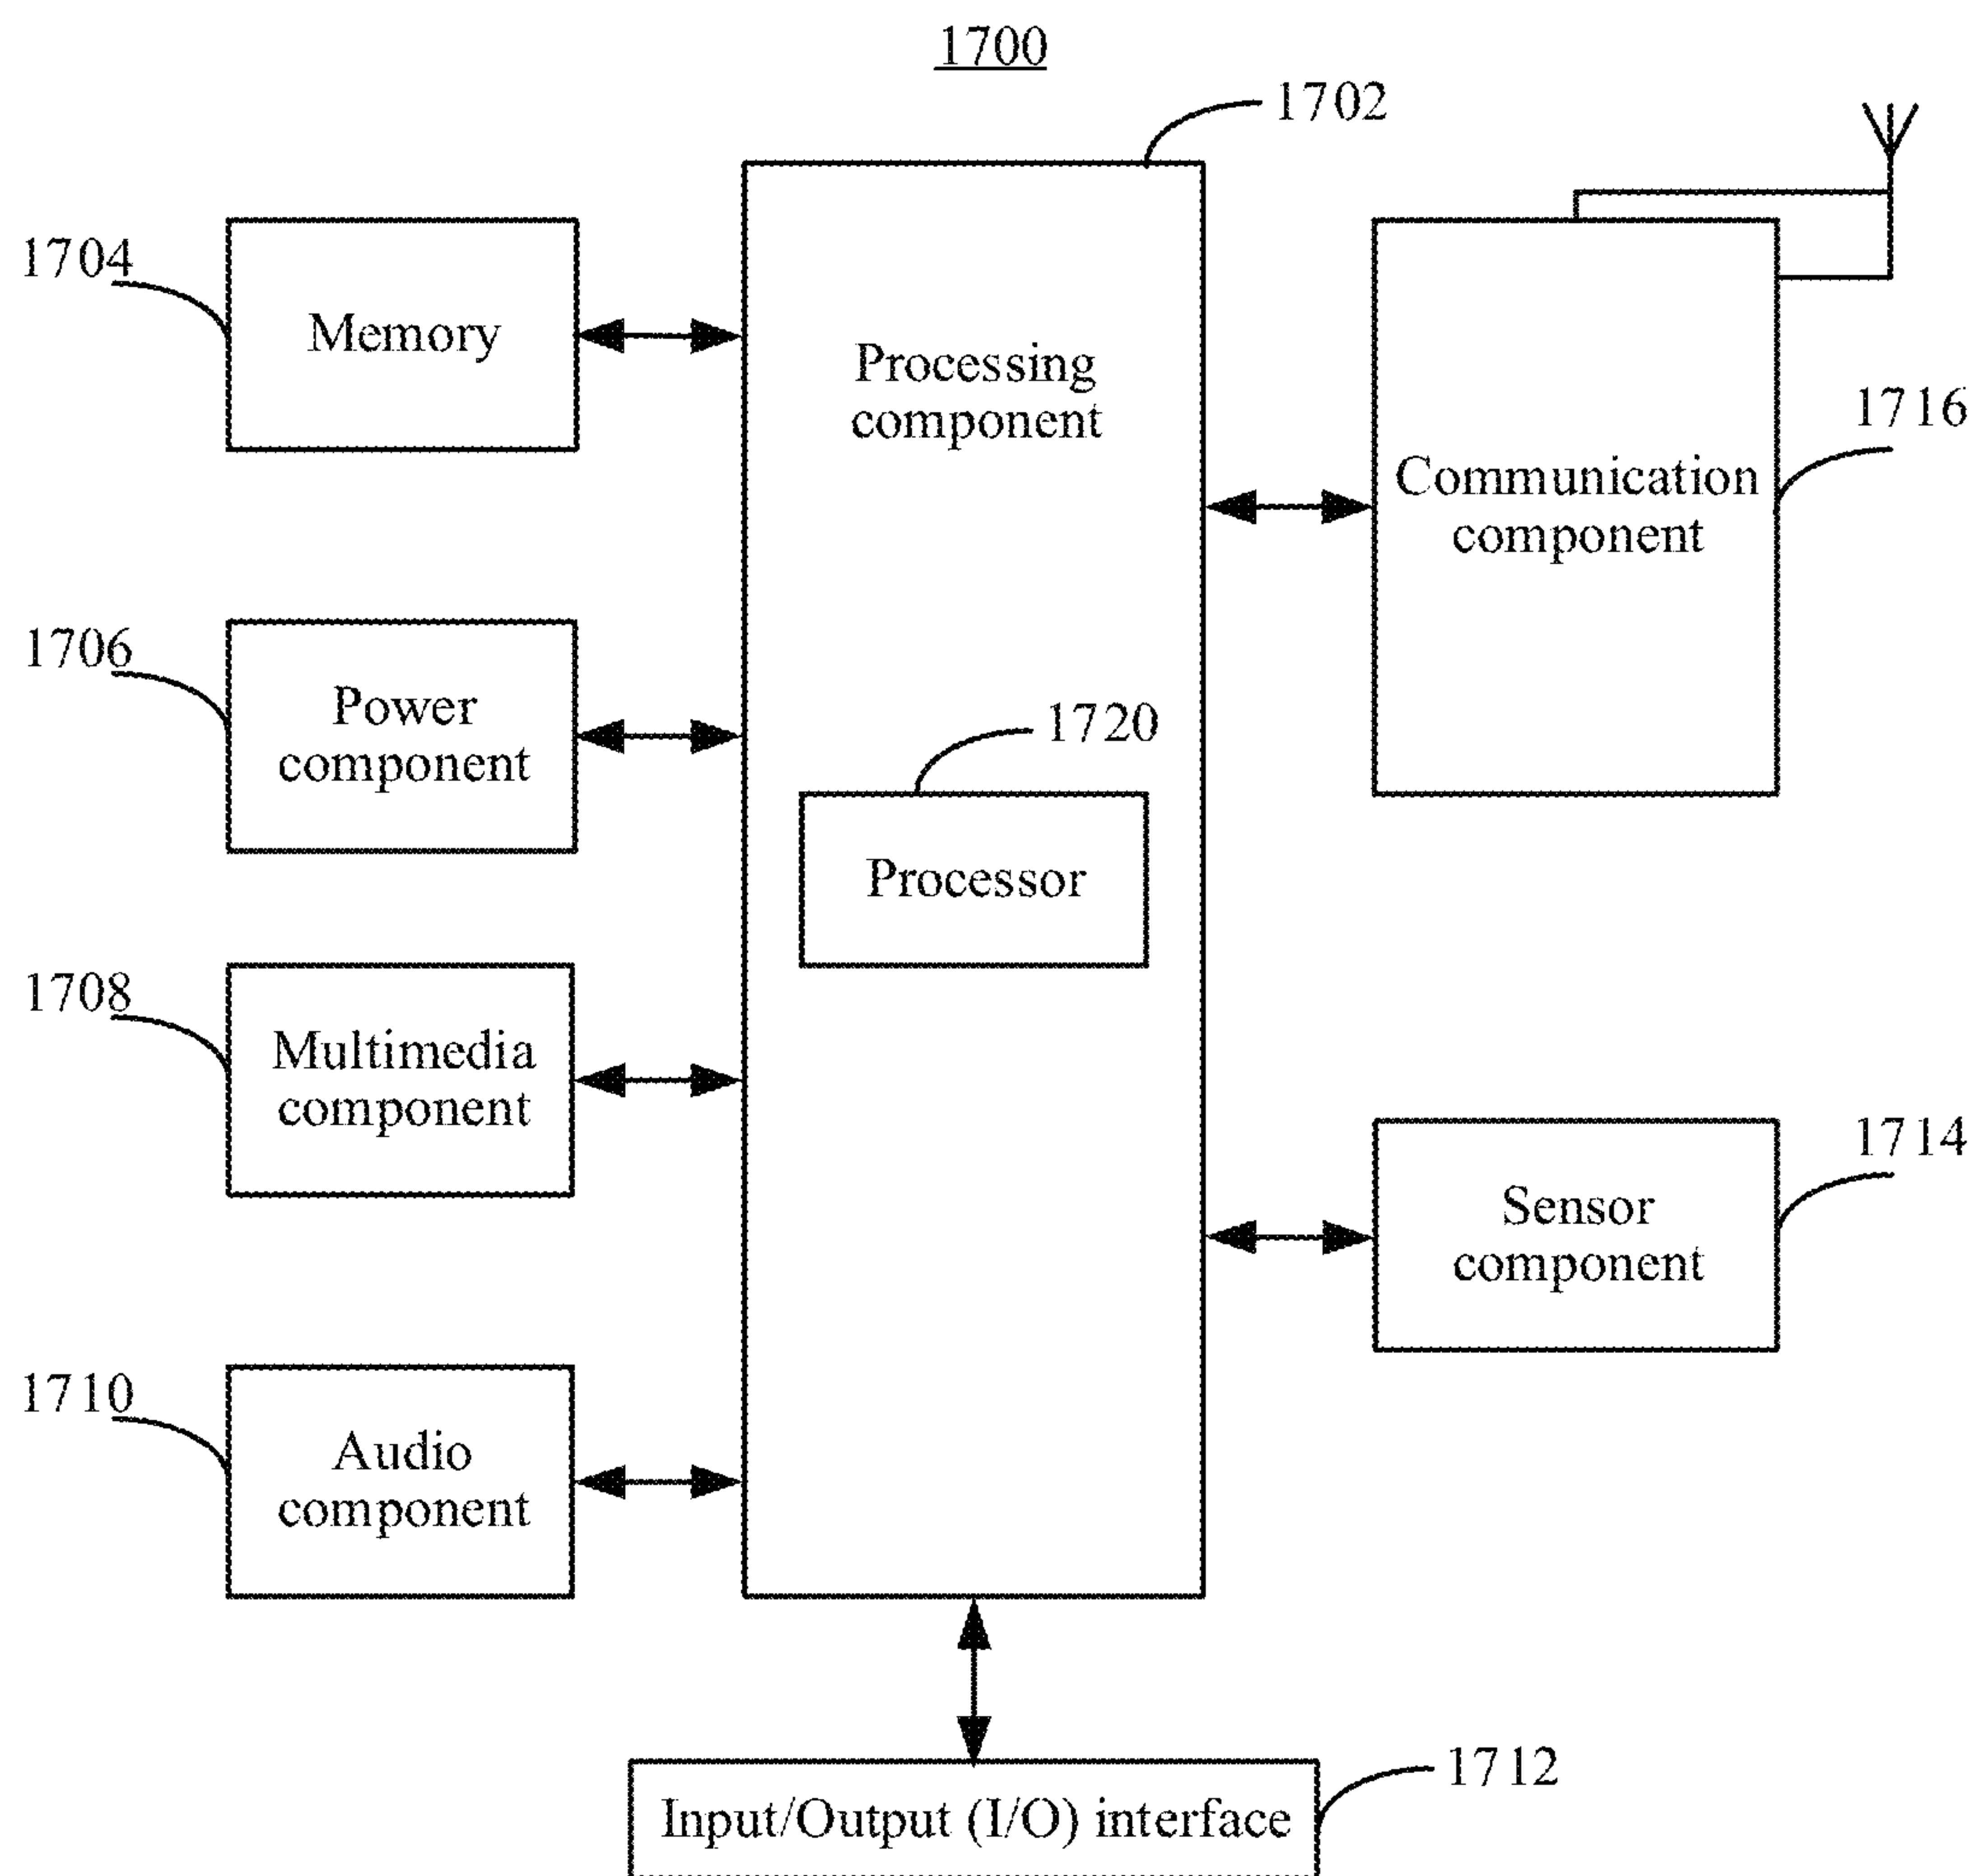 1700
1702
1704
Memory
Processing
component
1716
Communication
component
1706
Power
component
1720
Processor
1708
Multimedia
component
1714
Sensor
component
1710
Audio
component
1712
Input/Output (I/O) interface